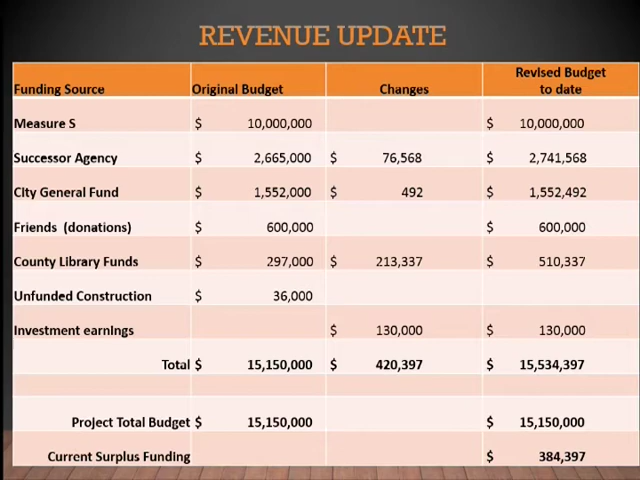 REVENUE UPDATE
Funding Source Original Budget Changes Revised Budget to date
Measure S $ 10,000,000 $ 10,000,000
Successor Agency $ 2,665,000 $ 76,568 $ 2,741,568
City General Fund $ 1,552,000 $ 492 $ 1,552,492
Friends (donations) $ 600,000 $ 600,000
County Library Funds $ 297,000 $ 213,337 $ 510,337
Unfunded Construction $ 36,000
Investment earnings $ 130,000 $ 130,000
Total $ 15,150,000 $ 420,397 $ 15,534,397
Project Total Budget $ 15,150,000 $ 15,150,000
Current Surplus Funding $ 384,397